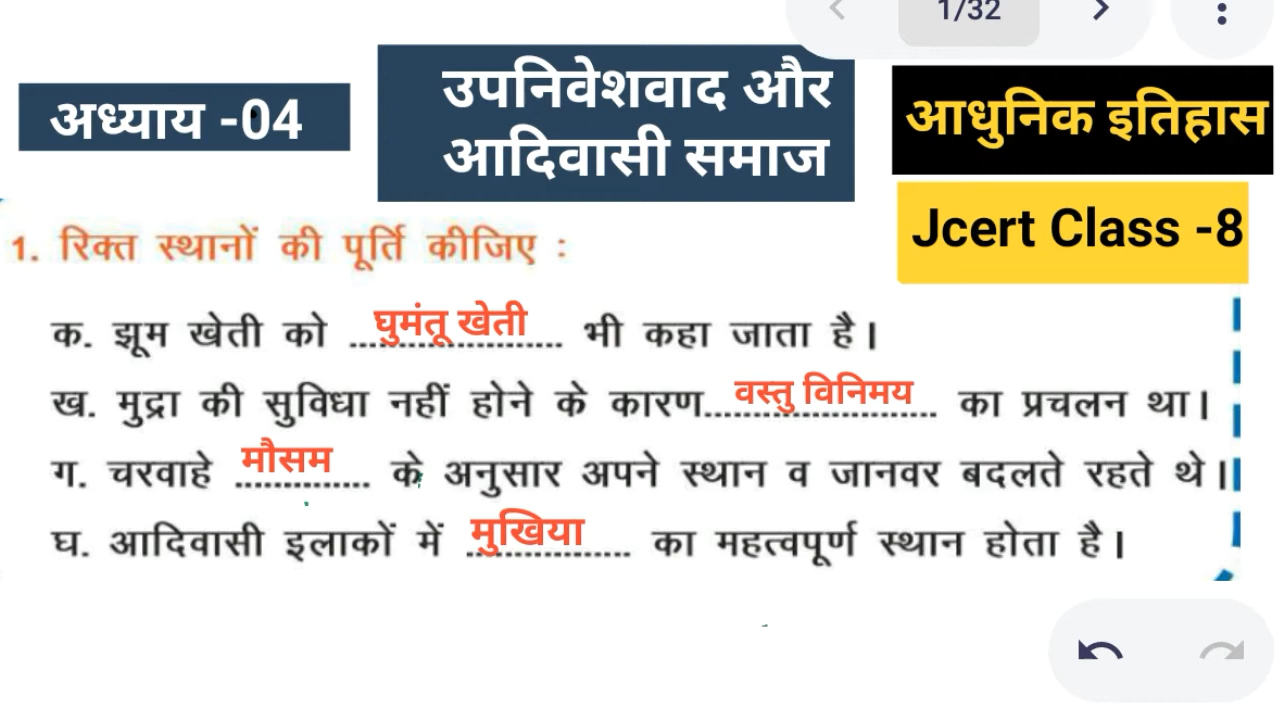 1/32
अध्याय -04
उपनिवेशवाद और
आदिवासी समाज
आधुनिक इतिहास
Jcert Class -8
1. रिक्त स्थानों की पूर्ति कीजिए :
क. झूम खेती को घुमंतू खेती भी कहा जाता है।
ख. मुद्रा की सुविधा नहीं होने के कारण वस्तु विनिमय का प्रचलन था।
ग. चरवाहे मौसम के अनुसार अपने स्थान व जानवर बदलते रहते थे।
घ. आदिवासी इलाकों में मुखिया का महत्वपूर्ण स्थान होता है।